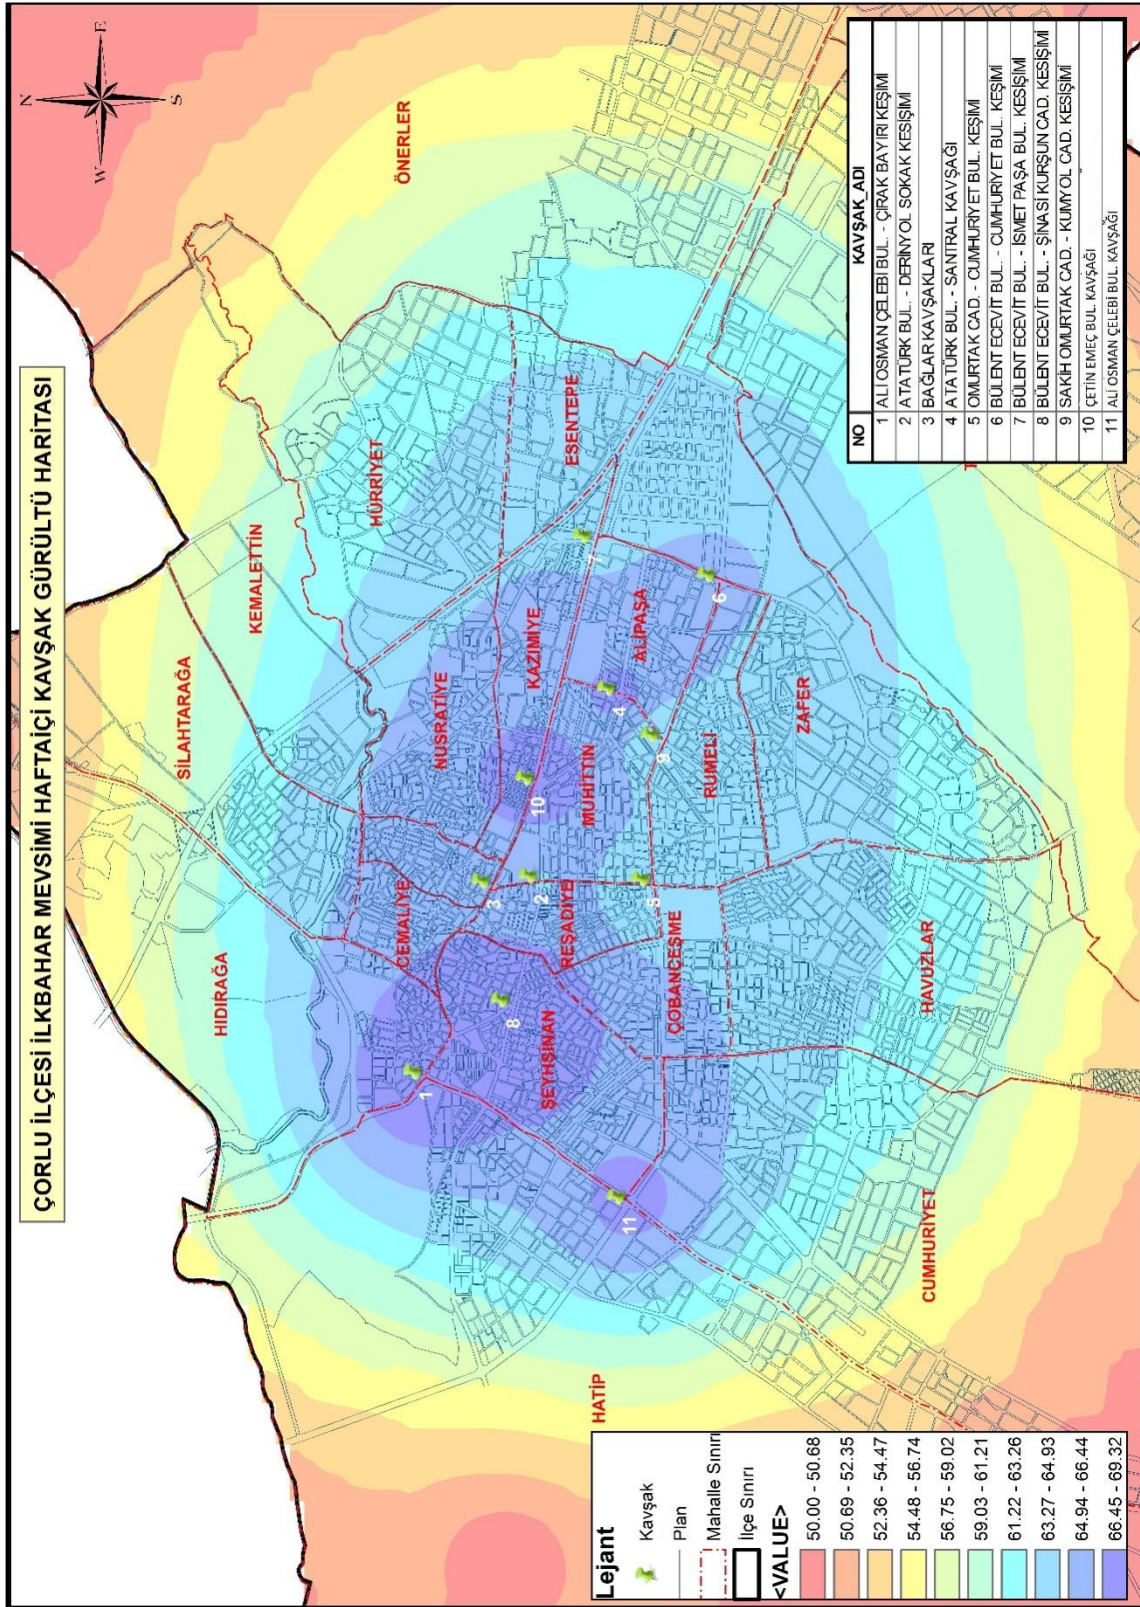 ÇORLU İLÇESİ İLKBAHAR MEVSİMİ HAFTAİÇİ KAVŞAK GÜRÜLTÜ HARİTASI
N
W E
S
ÖNERLER
KEMALETTİN
SİLAHTARAĞA
HIDIRAĞA
HÜRRİYET
ESENTEPE
NUSRATİYE
KAZIMİYE
CEMALİYE
ALİPAŞA
MUHİTTİN
REŞADİYE
ŞEYHSİNAN
RUMELİ
ZAFER
ÇOBANÇEŞME
HAVUZLAR
CUMHURİYET
HATİP
1
2
3
4
5
6
7
8
9
10
11
Lejant
Kavşak
Plan
Mahalle Sınırı
İlçe Sınırı
<VALUE>
50.00 - 50.68
50.69 - 52.35
52.36 - 54.47
54.48 - 56.74
56.75 - 59.02
59.03 - 61.21
61.22 - 63.26
63.27 - 64.93
64.94 - 66.44
66.45 - 69.32
NO KAVŞAK_ADI
1 ALİ OSMAN ÇELEBİ BUL. - ÇIRAK BAYIRI KEŞİMİ
2 ATATÜRK BUL. - DERİNYOL SOKAK KESİŞİMİ
3 BAĞLAR KAVŞAKLARI
4 ATATÜRK BUL. - SANTRAL KAVŞAĞI
5 OMURTAK CAD. - CUMHURİYET BUL. KEŞİMİ
6 BÜLENT ECEVİT BUL. - CUMHURİYET BUL. KEŞİMİ
7 BÜLENT ECEVİT BUL. - İSMET PAŞA BUL. KESİŞİMİ
8 BÜLENT ECEVİT BUL. - ŞİNASİ KURŞUN CAD. KESİŞİMİ
9 SAKİH OMURTAK CAD. - KUMYOL CAD. KESİŞİMİ
10 ÇETİN EMEÇ BUL. KAVŞAĞI
11 ALİ OSMAN ÇELEBİ BUL. KAVŞAĞI